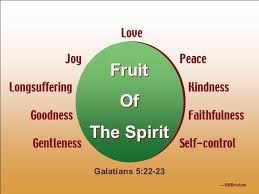 Love
Joy Peace
Fruit
Longsuffering Kindness
Of
Goodness Faithfulness
The Spirit
Gentleness Self-control
Galatians 5:22-23